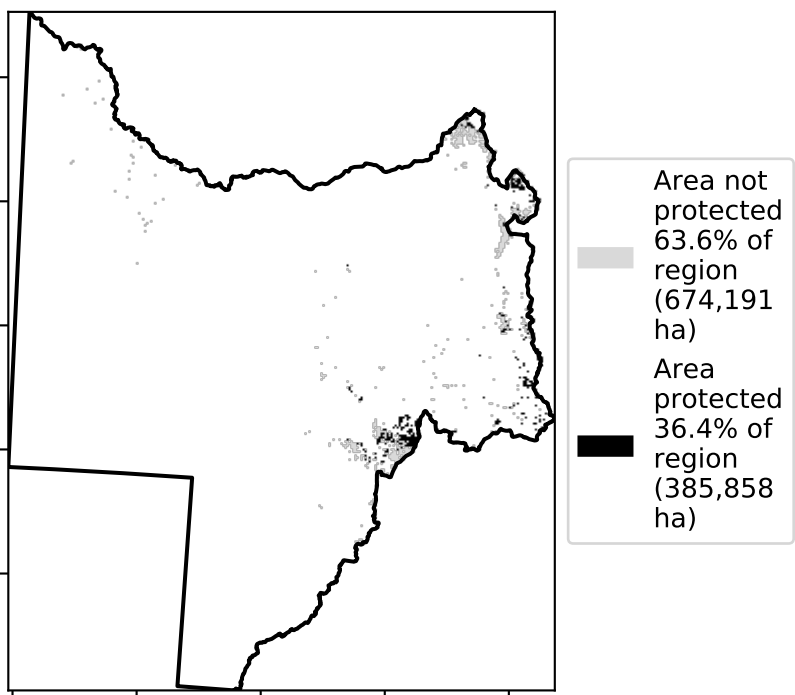 Area not
protected
63.6% of
region
(674,191
ha)
Area
protected
36.4% of
region
(385,858
ha)